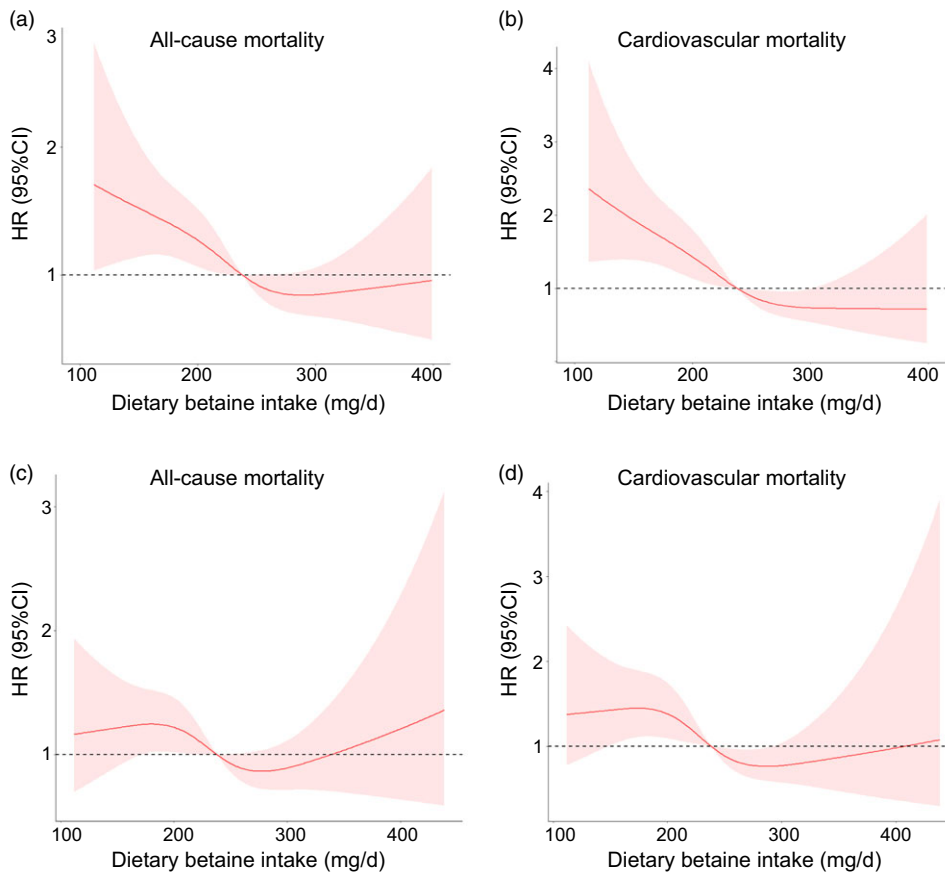 (a)
All-cause mortality
3
2
1
HR (95%CI)
100 200 300 400
Dietary betaine intake (mg/d)
(b)
Cardiovascular mortality
4
3
2
1
HR (95%CI)
100 200 300 400
Dietary betaine intake (mg/d)
(c)
All-cause mortality
3
2
1
HR (95%CI)
100 200 300 400
Dietary betaine intake (mg/d)
(d)
Cardiovascular mortality
4
3
2
1
HR (95%CI)
100 200 300 400
Dietary betaine intake (mg/d)